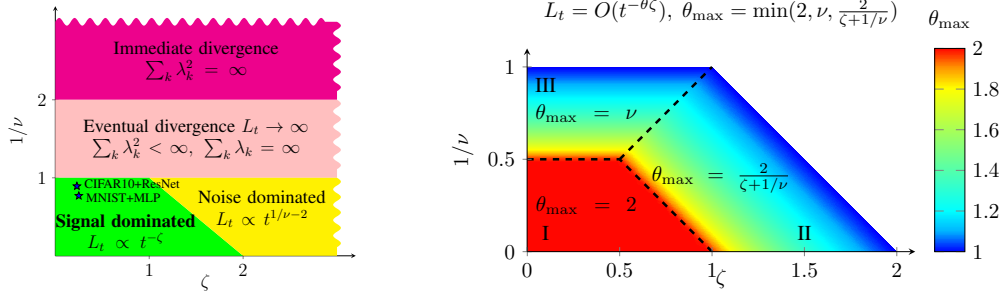 Immediate divergence
∑_k λ_k^2 = ∞
2
Eventual divergence L_t → ∞
∑_k λ_k^2 < ∞, ∑_k λ_k = ∞
1/ν
1
CIFAR10+ResNet
MNIST+MLP
Noise dominated
L_t ∝ t^{1/ν−2}
Signal dominated
L_t ∝ t^{−ζ}
0
1
2
ζ
L_t = O(t^{−θζ}), θ_max = min(2, ν, 2/(ζ+1/ν))
θ_max
1
III
θ_max = ν
1/ν
0.5
θ_max = 2/(ζ+1/ν)
θ_max = 2
I
II
0
0
0.5
1
1.5
2
ζ
2
1.8
1.6
1.4
1.2
1